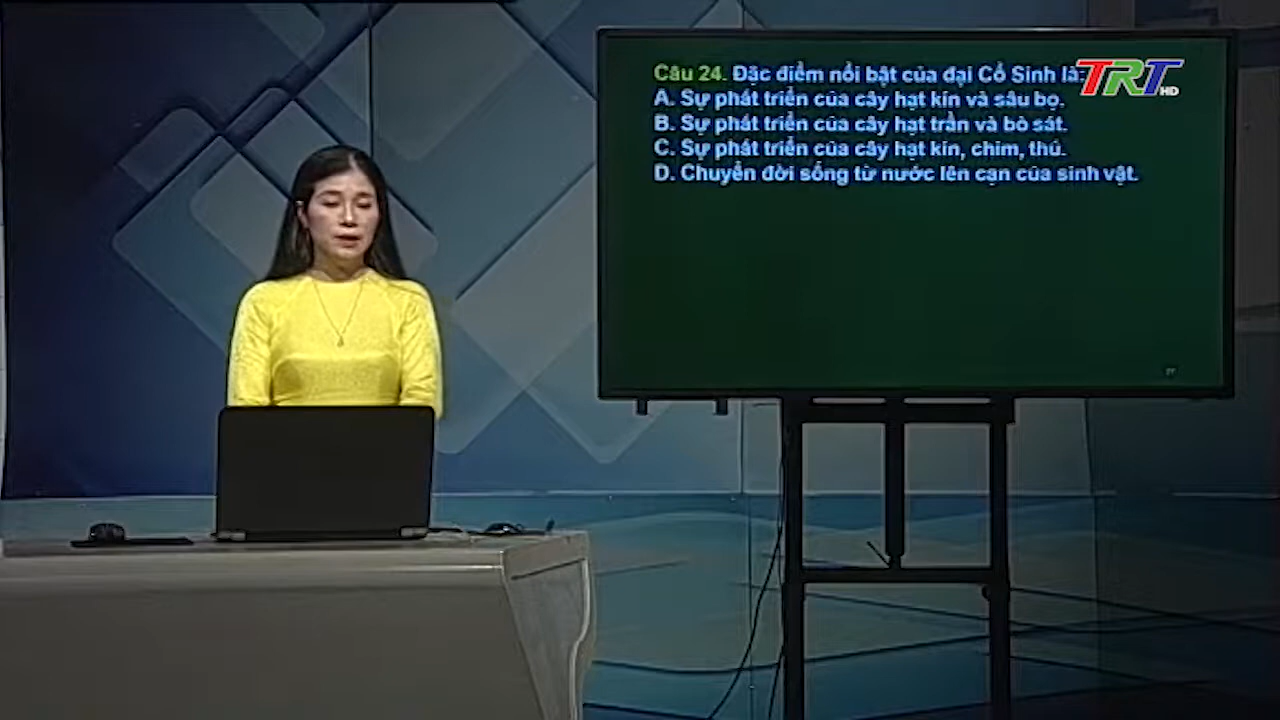 Câu 24. Đặc điểm nổi bật của đại Cổ Sinh là:
TRT HD
A. Sự phát triển của cây hạt kín và sâu bọ.
B. Sự phát triển của cây hạt trần và bò sát.
C. Sự phát triển của cây hạt kín, chim, thú.
D. Chuyển đời sống từ nước lên cạn của sinh vật.